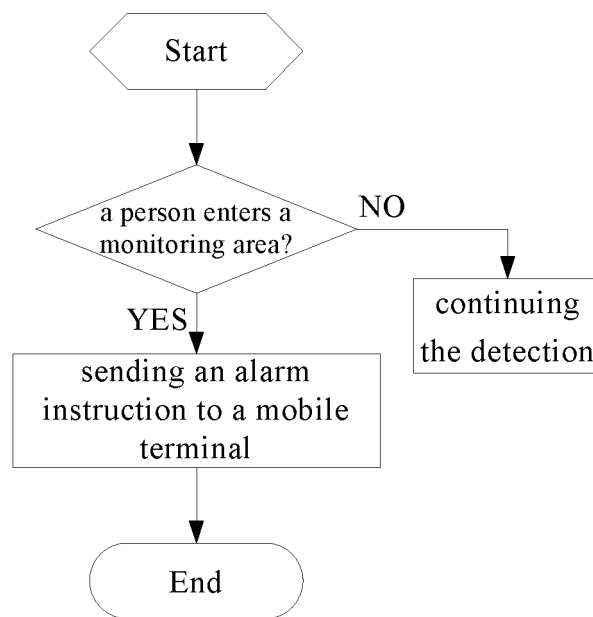 Start
a person enters a
monitoring area?
NO
YES
continuing
the detection
sending an alarm
instruction to a mobile
terminal
End